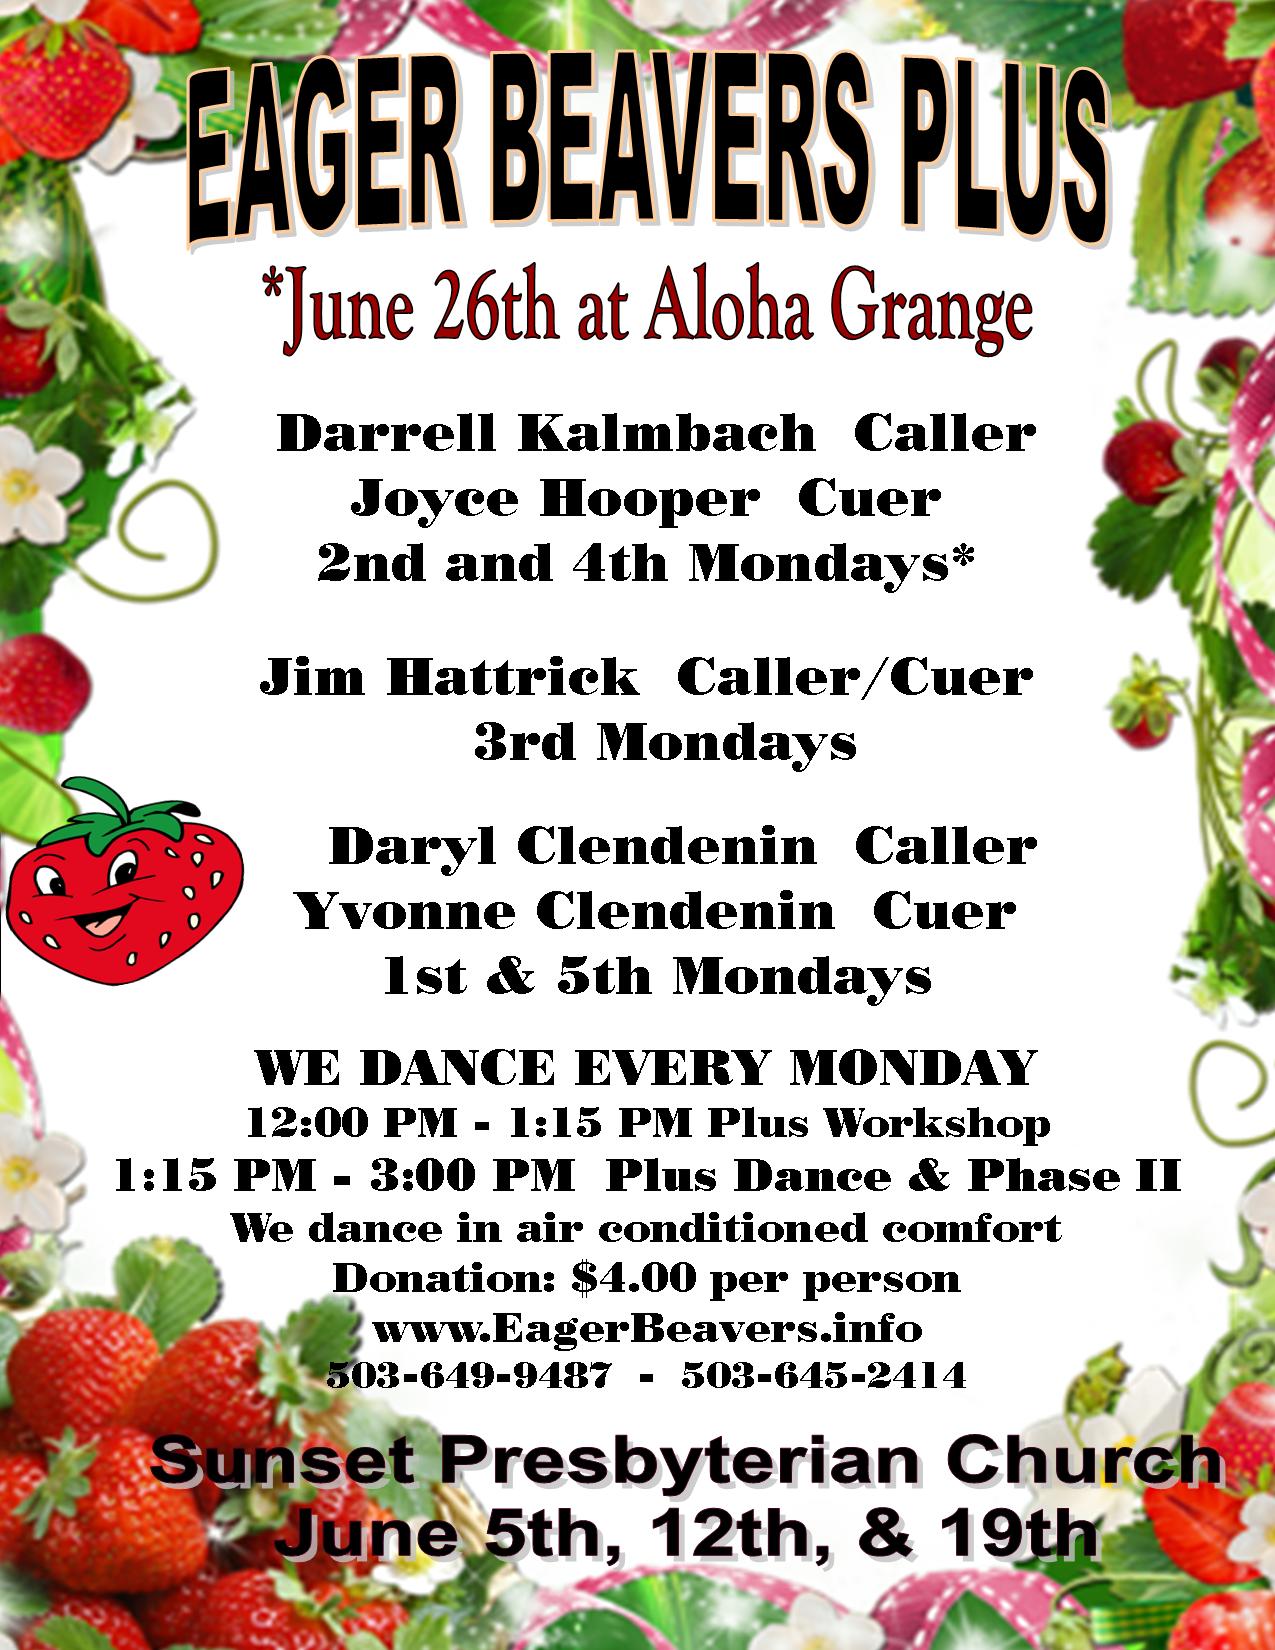 EAGER BEAVERS PLUS
*June 26th at Aloha Grange
Darrell Kalmbach Caller
Joyce Hooper Cuer
2nd and 4th Mondays*
Jim Hattrick Caller/Cuer
3rd Mondays
Daryl Clendenin Caller
Yvonne Clendenin Cuer
1st & 5th Mondays
WE DANCE EVERY MONDAY
12:00 PM - 1:15 PM Plus Workshop
1:15 PM - 3:00 PM Plus Dance & Phase II
We dance in air conditioned comfort
Donation: $4.00 per person
www.EagerBeavers.info
503-649-9487 - 503-645-2414
Sunset Presbyterian Church
June 5th, 12th, & 19th